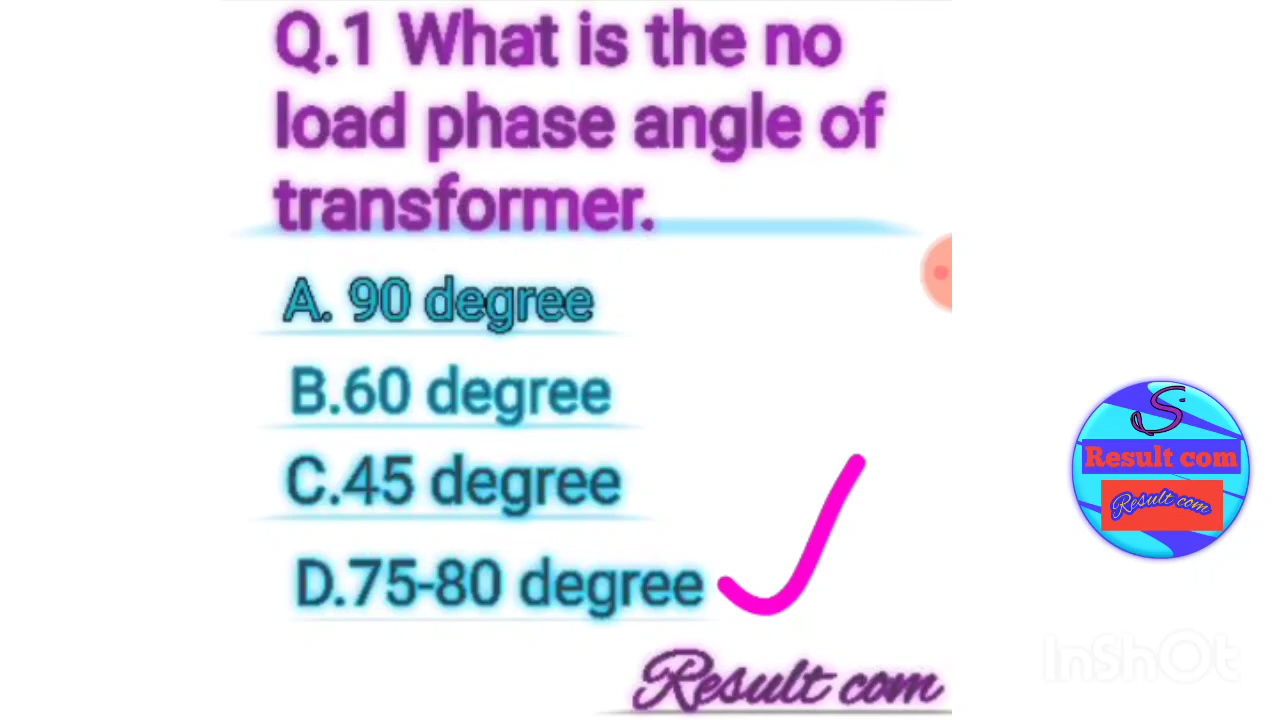 Q.1 What is the no
load phase angle of
transformer.
A. 90 degree
B.60 degree
C.45 degree
D.75-80 degree
Result com
S.
Result com
Result com
InShOt